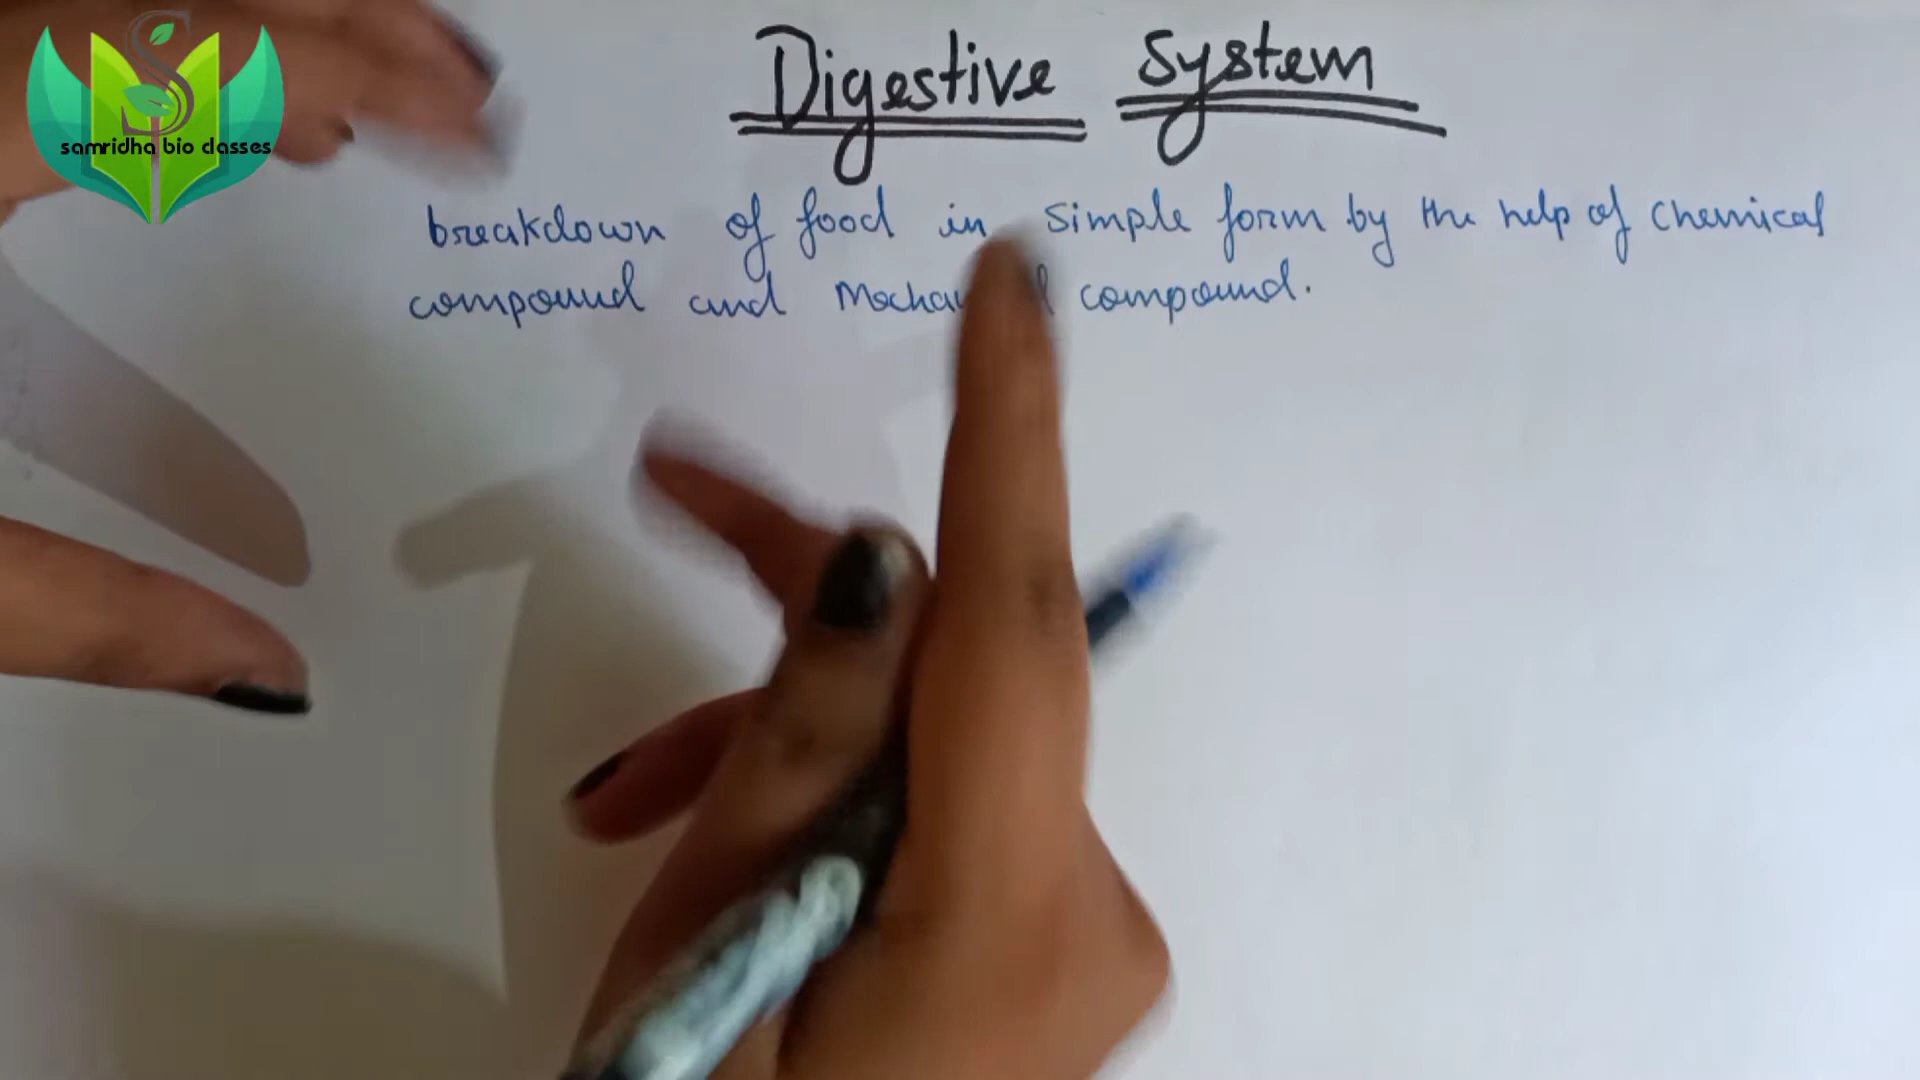 samridha bio classes
Digestive System
breakdown of food in simple form by the help of chemical
compound and compound.